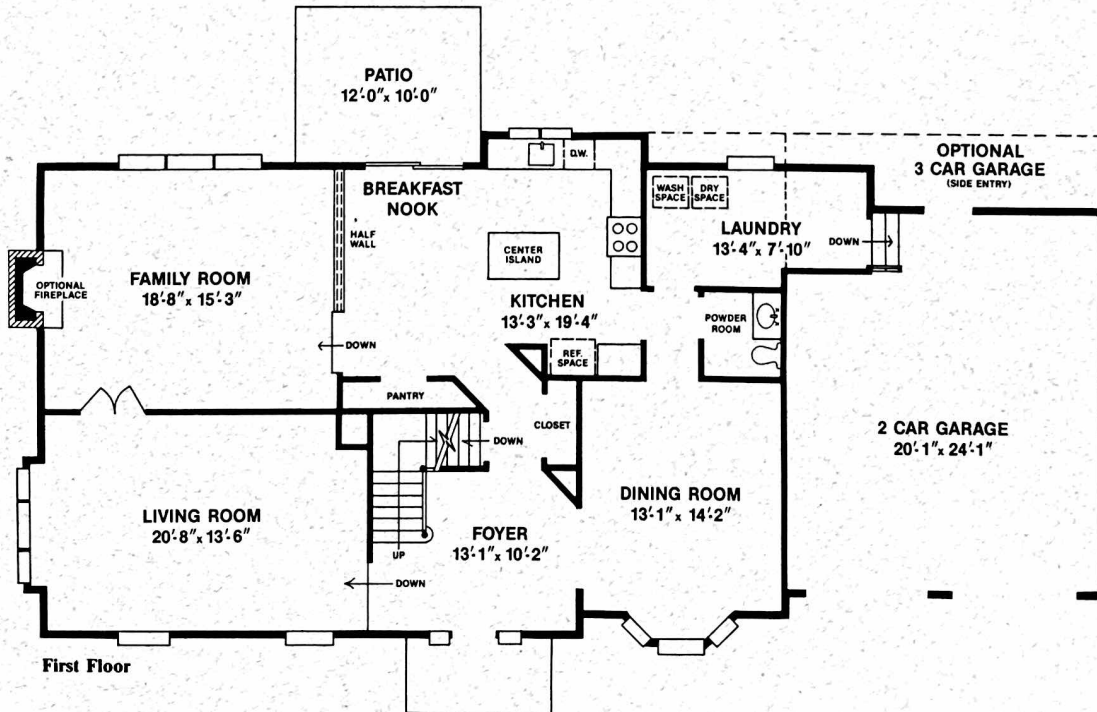 PATIO
12'-0" x 10'-0"
D.W.
OPTIONAL
3 CAR GARAGE
(SIDE ENTRY)
BREAKFAST
NOOK
WASH
SPACE
DRY
SPACE
HALF
WALL
LAUNDRY
13'-4" x 7'-10"
DOWN
CENTER
ISLAND
FAMILY ROOM
18'-8" x 15'-3"
OPTIONAL
FIREPLACE
KITCHEN
13'-3" x 19'-4"
POWDER
ROOM
DOWN
REF.
SPACE
PANTRY
DOWN
CLOSET
2 CAR GARAGE
20'-1" x 24'-1"
LIVING ROOM
20'-8" x 13'-6"
DINING ROOM
13'-1" x 14'-2"
FOYER
13'-1" x 10'-2"
UP
DOWN
First Floor